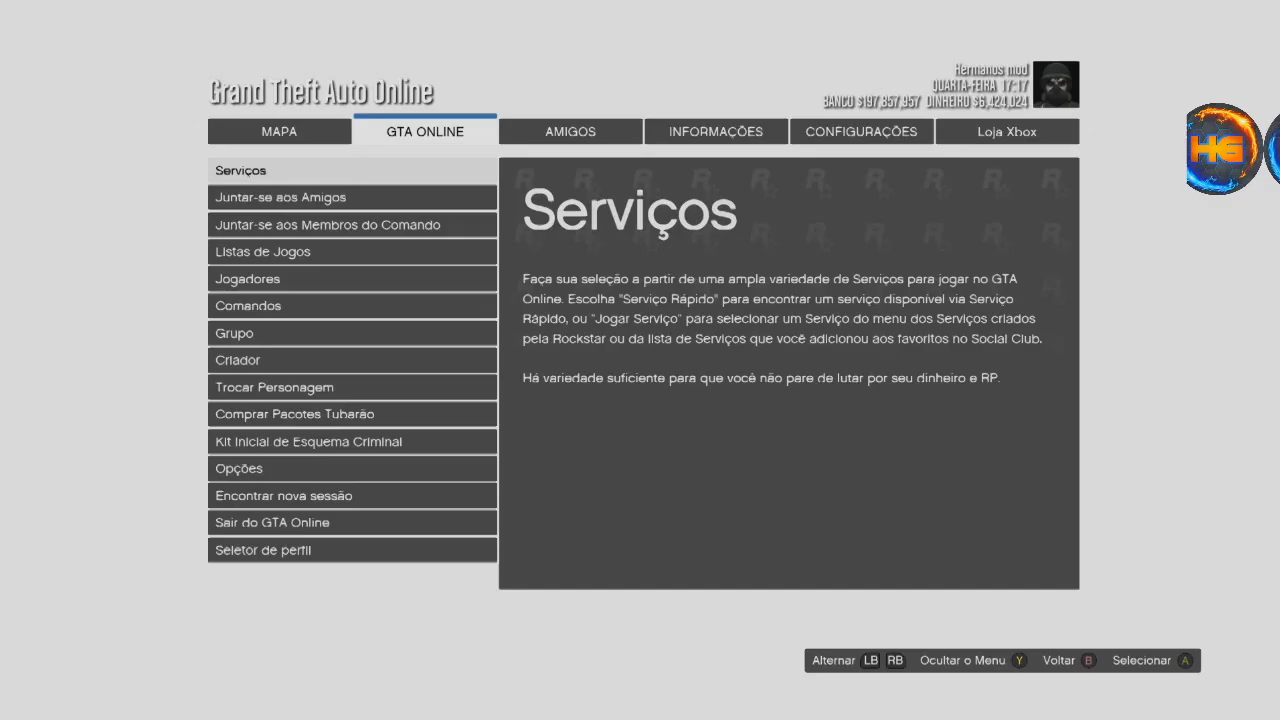 Grand Theft Auto Online
Hermanos mod
QUARTA-FEIRA 17:17
BANCO $197,857,957 DINHEIRO $6,424,024
MAPA
GTA ONLINE
AMIGOS
INFORMAÇÕES
CONFIGURAÇÕES
Loja Xbox
Serviços
Juntar-se aos Amigos
Juntar-se aos Membros do Comando
Listas de Jogos
Jogadores
Comandos
Grupo
Criador
Trocar Personagem
Comprar Pacotes Tubarão
Kit Inicial de Esquema Criminal
Opções
Encontrar nova sessão
Sair do GTA Online
Seletor de perfil
Serviços
Faça sua seleção a partir de uma ampla variedade de Serviços para jogar no GTA
Online. Escolha "Serviço Rápido" para encontrar um serviço disponível via Serviço
Rápido, ou "Jogar Serviço" para selecionar um Serviço do menu dos Serviços criados
pela Rockstar ou da lista de Serviços que você adicionou aos favoritos no Social Club.
Há variedade suficiente para que você não pare de lutar por seu dinheiro e RP.
H6
Alternar LB RB Ocultar o Menu Y Voltar B Selecionar A